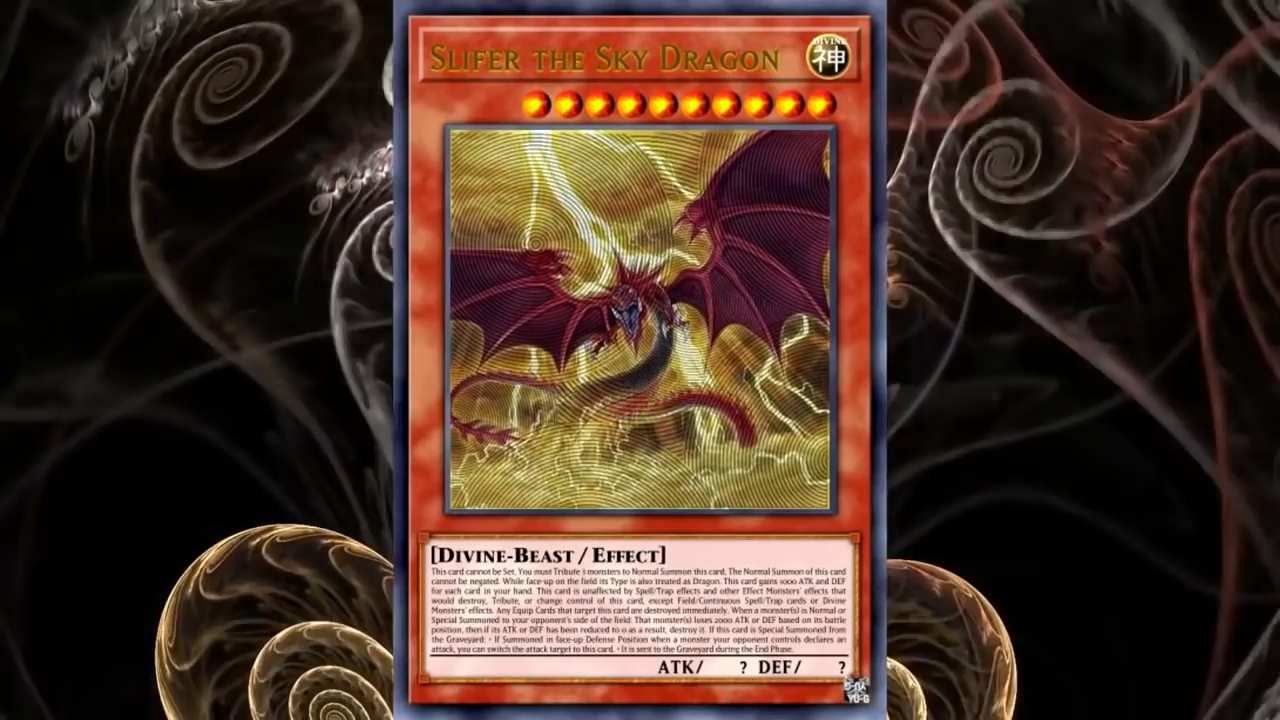 SLIFER THE SKY DRAGON
DIVINE
神
[DIVINE-BEAST / EFFECT]
This card cannot be Set. You must Tribute 3 monsters to Normal Summon this card. The Normal Summon of this card
cannot be negated. While face-up on the field its Type is also treated as Dragon. This card gains 1000 ATK and DEF
for each card in your hand. This card is unaffected by Spell/Trap effects and other Effect Monsters' effects that
would destroy, Tribute, or change control of this card, except Field/Continuous Spell/Trap cards or Divine
Monsters' effects. Any Equip Cards that target this card are destroyed immediately. When a monster(s) is Normal or
Special Summoned to your opponent's side of the field: That monster(s) loses 2000 ATK or DEF based on its battle
position, then if its ATK or DEF has been reduced to 0 as a result, destroy it. If this card is Special Summoned from
the Graveyard: • If Summoned in face-up Defense Position when a monster your opponent controls declares an
attack, you can switch the attack target to this card. • It is sent to the Graveyard during the End Phase.
ATK/ ? DEF/ ?